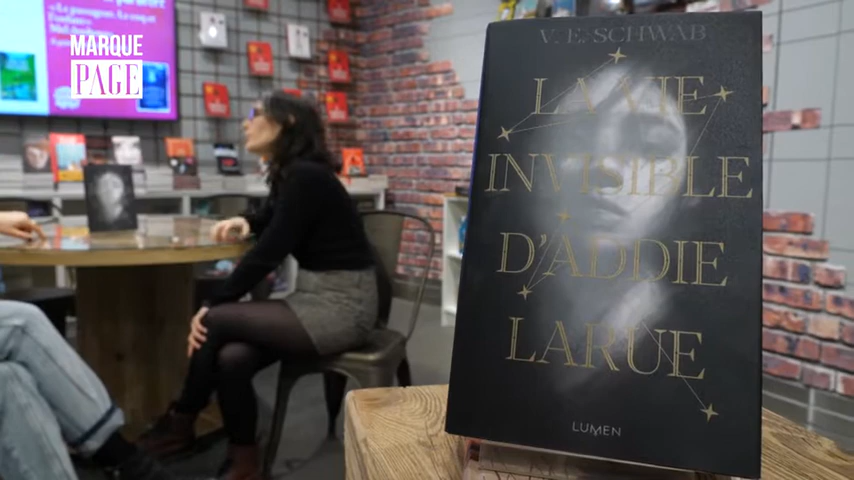 MARQUE
PAGE
V. E. SCHWAB
LA VIE
INVISIBLE
D'ADDIE
LARUE
LUMEN